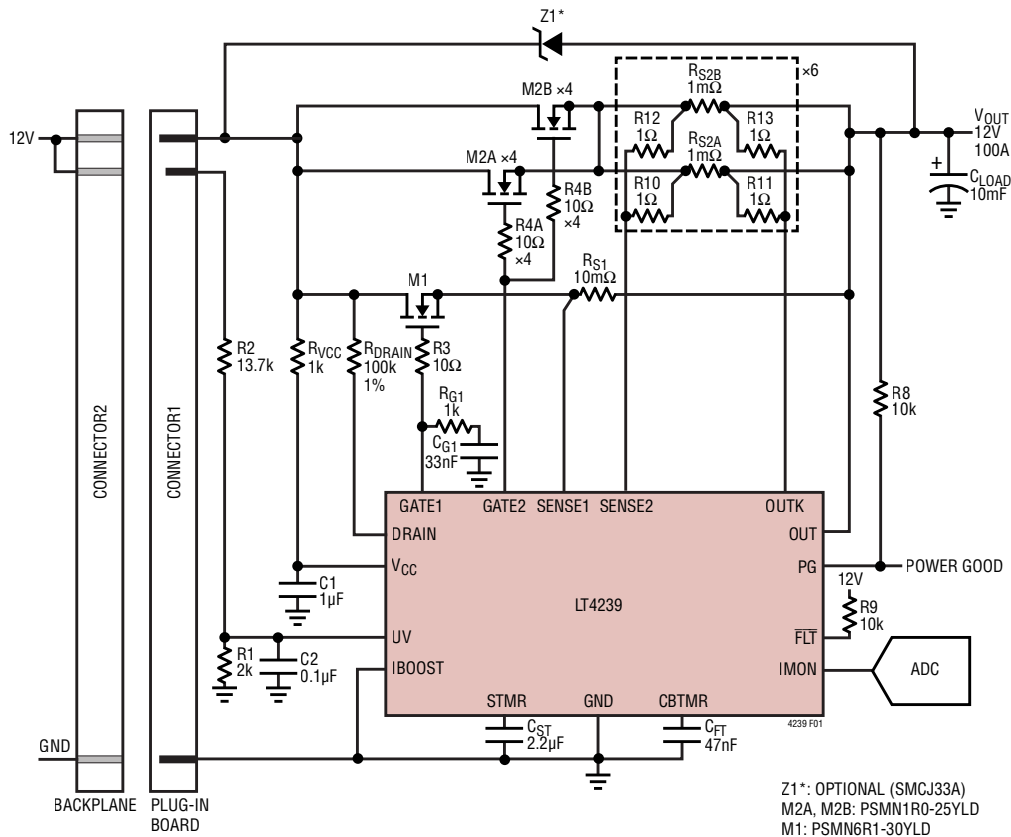 Z1*
×6
M2B ×4
RS2B
1mΩ
R12
1Ω
R13
1Ω
VOUT
12V
100A
12V
M2A ×4
RS2A
1mΩ
+
CLOAD
10mF
R4B
10Ω
×4
R10
1Ω
R11
1Ω
R4A
10Ω
×4
RS1
10mΩ
M1
R2
13.7k
RVCC
1k
RDRAIN
100k
1%
R3
10Ω
R8
10k
RG1
1k
CG1
33nF
CONNECTOR2
CONNECTOR1
GATE1
GATE2
SENSE1
SENSE2
OUTK
DRAIN
OUT
VCC
PG
POWER GOOD
C1
1µF
12V
LT4239
R9
10k
UV
FLT
R1
2k
C2
0.1µF
IBOOST
IMON
ADC
STMR
GND
CBTMR
4239 F01
CST
2.2µF
CFT
47nF
GND
BACKPLANE
PLUG-IN
BOARD
Z1*: OPTIONAL (SMCJ33A)
M2A, M2B: PSMN1R0-25YLD
M1: PSMN6R1-30YLD